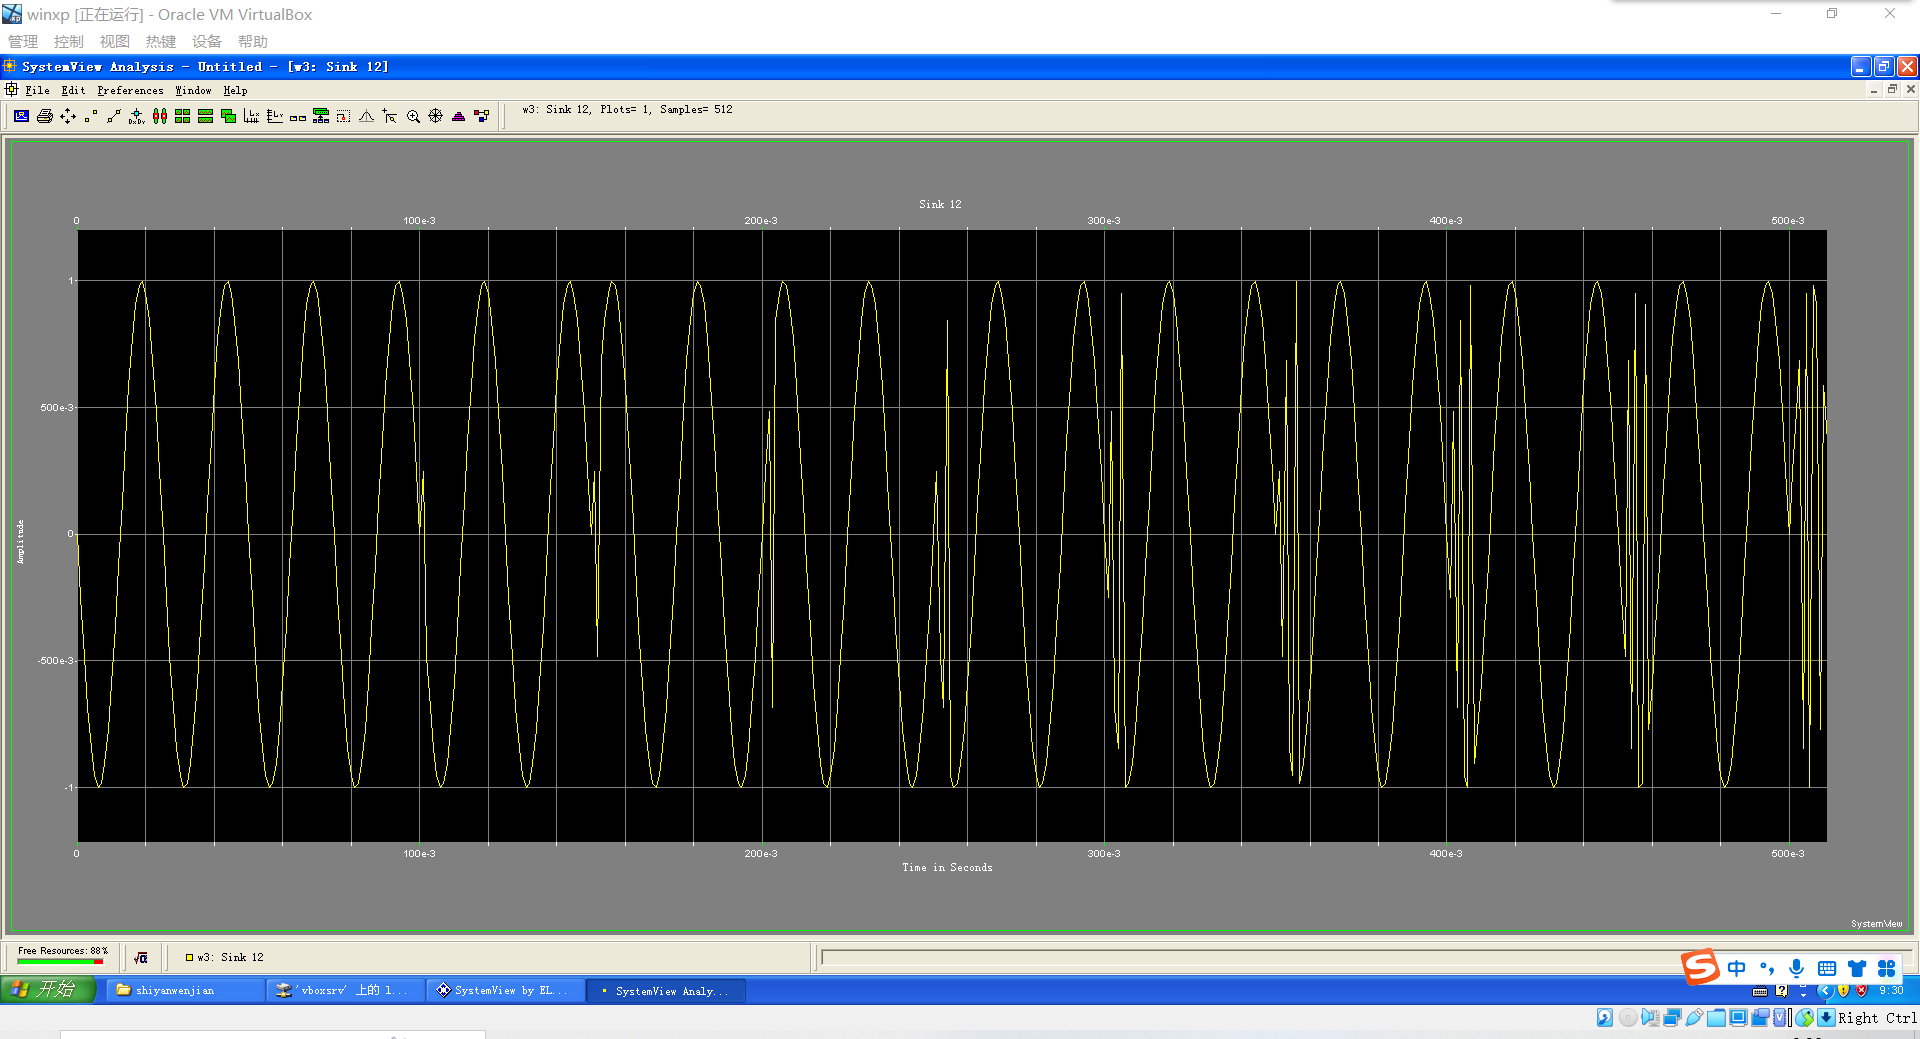 winxp [正在运行] - Oracle VM VirtualBox
管理 控制 视图 热键 设备 帮助
SystemView Analysis - Untitled - [w3: Sink 12]
File Edit Preferences Window Help
w3: Sink 12, Plots= 1, Samples= 512
Sink 12
0 100e-3 200e-3 300e-3 400e-3 500e-3
1
500e-3
0
-500e-3
-1
Amplitude
0 100e-3 200e-3 300e-3 400e-3 500e-3
Time in Seconds
SystemView
Free Resources: 88%
w3: Sink 12
中
开始 shiyanwenjian 'vboxsrv' 上的 l... SystemView by EL... SystemView Analy... 9:30
Right Ctrl